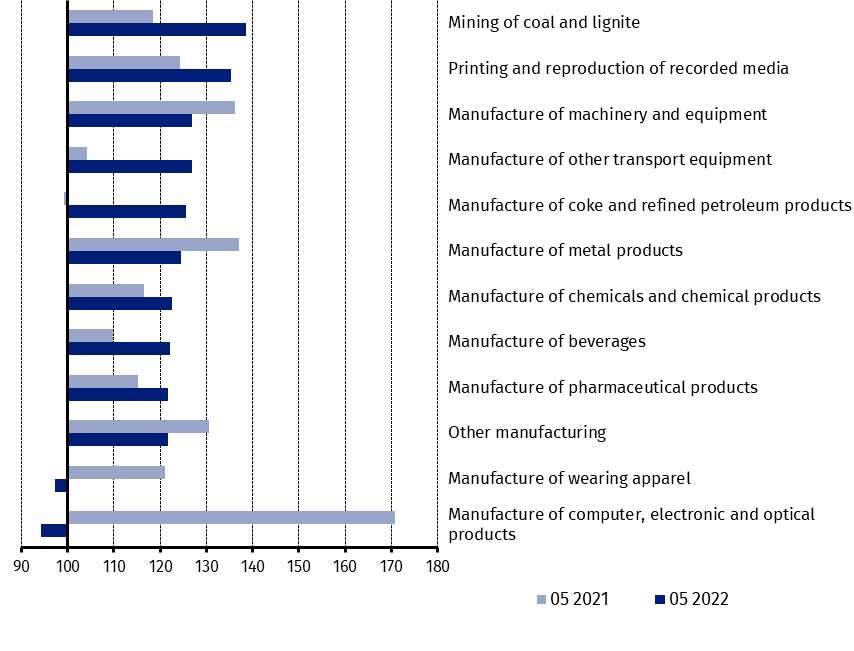 Mining of coal and lignite
Printing and reproduction of recorded media
Manufacture of machinery and equipment
Manufacture of other transport equipment
Manufacture of coke and refined petroleum products
Manufacture of metal products
Manufacture of chemicals and chemical products
Manufacture of beverages
Manufacture of pharmaceutical products
Other manufacturing
Manufacture of wearing apparel
Manufacture of computer, electronic and optical
products
90 100 110 120 130 140 150 160 170 180
05 2021 05 2022